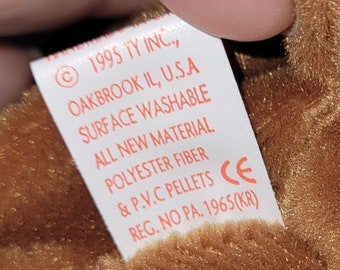 © 1995 TY INC.,
OAKBROOK IL, U.S.A
SURFACE WASHABLE
ALL NEW MATERIAL
POLYESTER FIBER
& P.V.C PELLETS CE
REG. NO PA. 1965(KR)